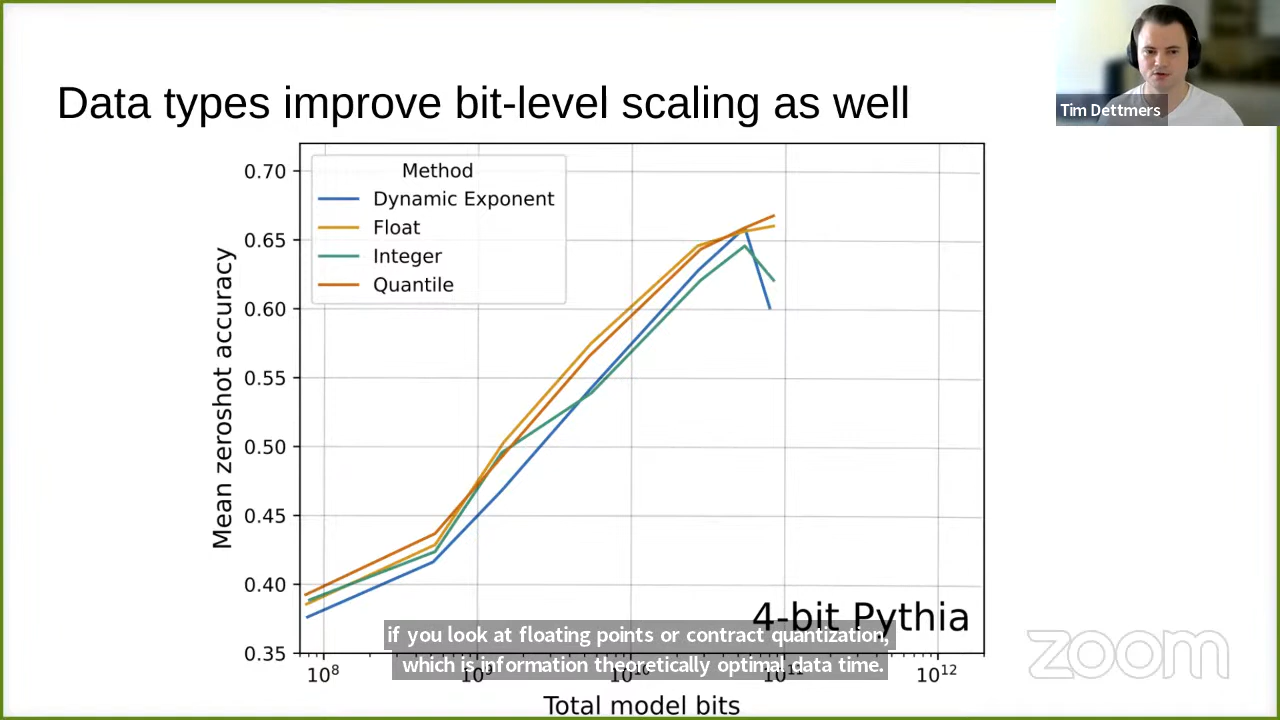 Data types improve bit-level scaling as well
Tim Dettmers
Method
Dynamic Exponent
Float
Integer
Quantile
Mean zeroshot accuracy
0.70
0.65
0.60
0.55
0.50
0.45
0.40
0.35
4-bit Pythia
if you look at floating points or contract quantization,
which is information theoretically optimal data time.
10⁸ 10⁹ 10¹⁰ 10¹¹ 10¹²
Total model bits
zoom